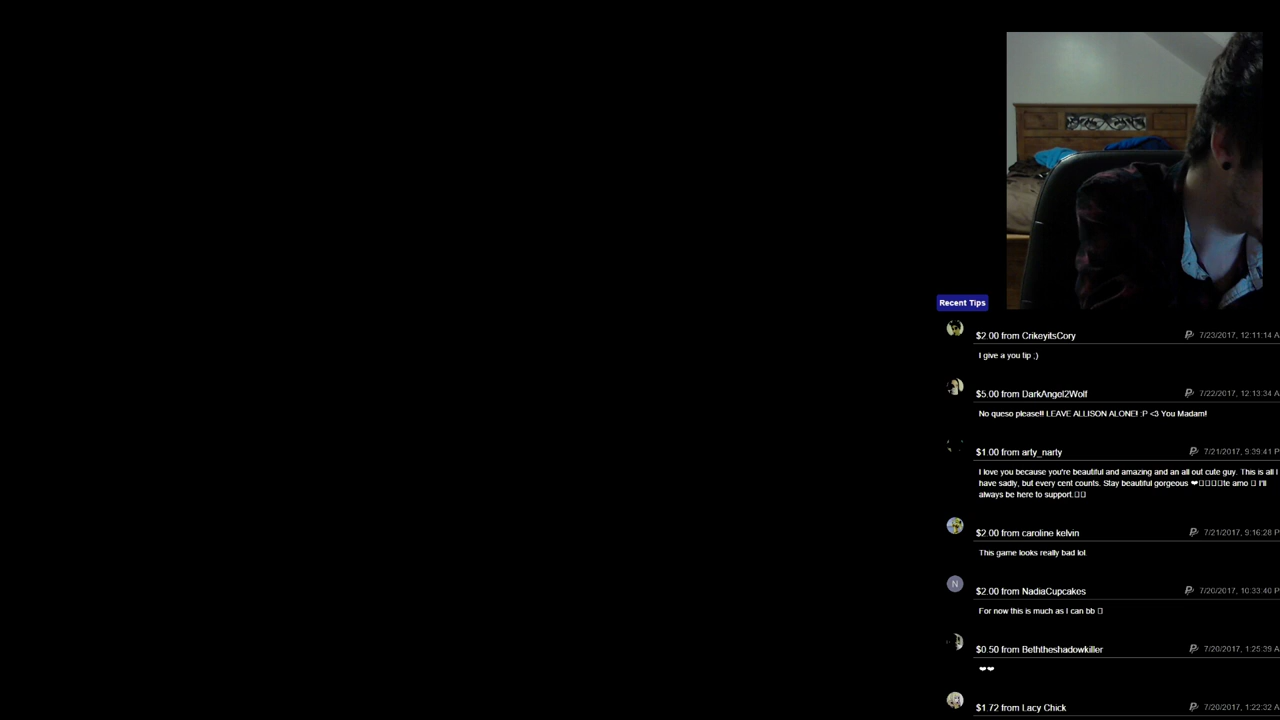 Recent Tips
$2.00 from CrikeyitsCory 7/23/2017, 12:11:14 A
I give a you tip ;)
$5.00 from DarkAngel2Wolf 7/22/2017, 12:13:34 A
No queso please!! LEAVE ALLISON ALONE! :P <3 You Madam!
$1.00 from arty_narty 7/21/2017, 9:39:41 P
I love you because you're beautiful and amazing and an all out cute guy. This is all I
have sadly, but every cent counts. Stay beautiful gorgeous ❤□□□□te amo □ I'll
always be here to support.□□
$2.00 from caroline kelvin 7/21/2017, 9:16:28 P
This game looks really bad lol
N
$2.00 from NadiaCupcakes 7/20/2017, 10:33:40 P
For now this is much as I can bb □
$0.50 from Beththeshadowkiller 7/20/2017, 1:25:39 A
❤❤
$1.72 from Lacy Chick 7/20/2017, 1:22:32 A